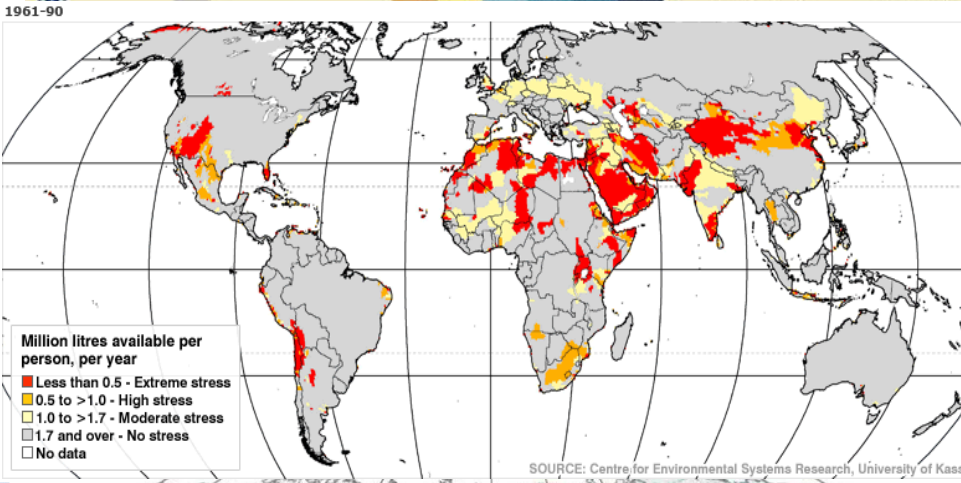 1961-90
Million litres available per
person, per year
Less than 0.5 - Extreme stress
0.5 to >1.0 - High stress
1.0 to >1.7 - Moderate stress
1.7 and over - No stress
No data
SOURCE: Centre for Environmental Systems Research, University of Kass